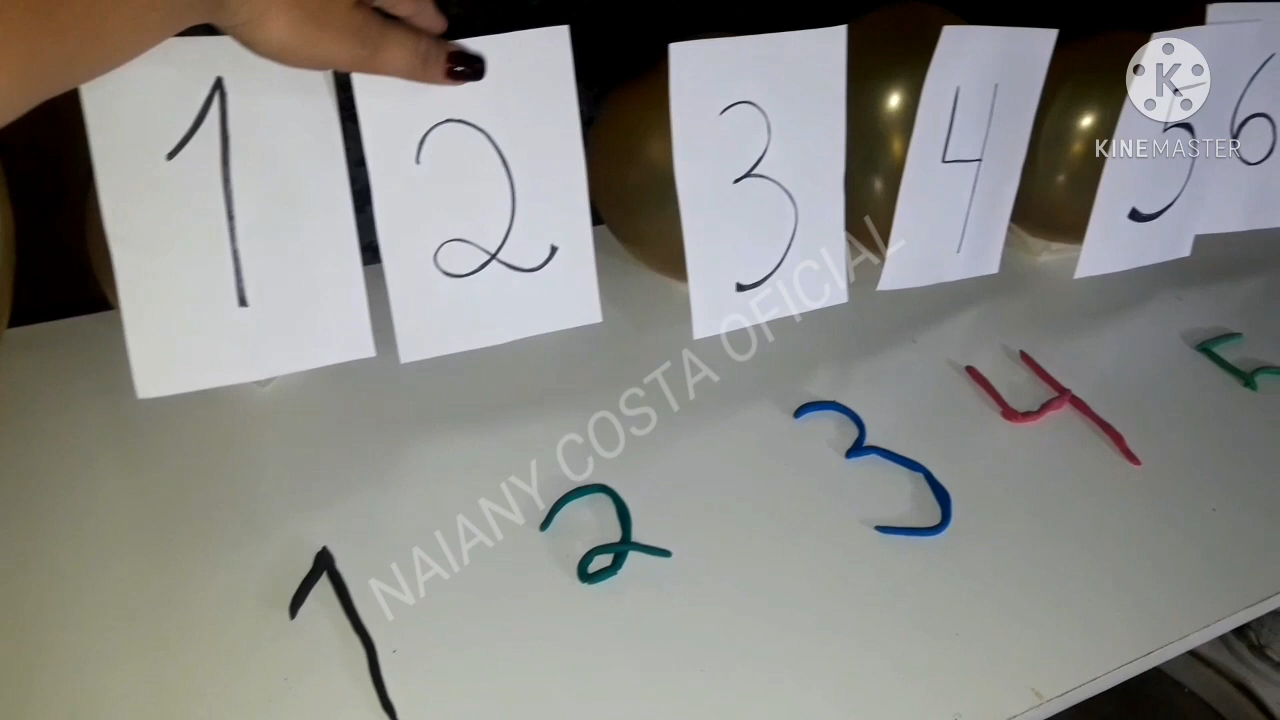 1 2 3 4 5 6
K
KINEMASTER
NAIANY COSTA OFICIAL
1 2 3 4 5